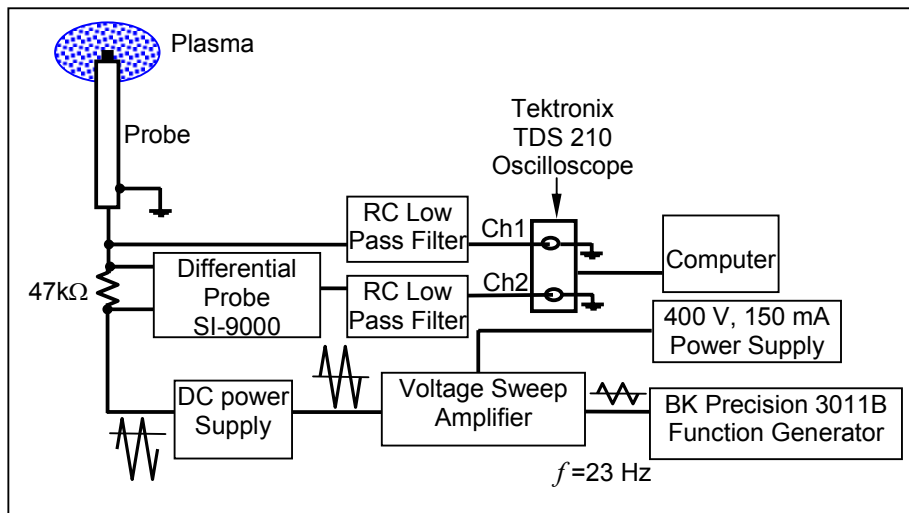 Plasma
Probe
Tektronix
TDS 210
Oscilloscope
RC Low
Pass Filter
Ch1
Computer
47kΩ
Differential
Probe
SI-9000
RC Low
Pass Filter
Ch2
400 V, 150 mA
Power Supply
DC power
Supply
Voltage Sweep
Amplifier
BK Precision 3011B
Function Generator
f =23 Hz